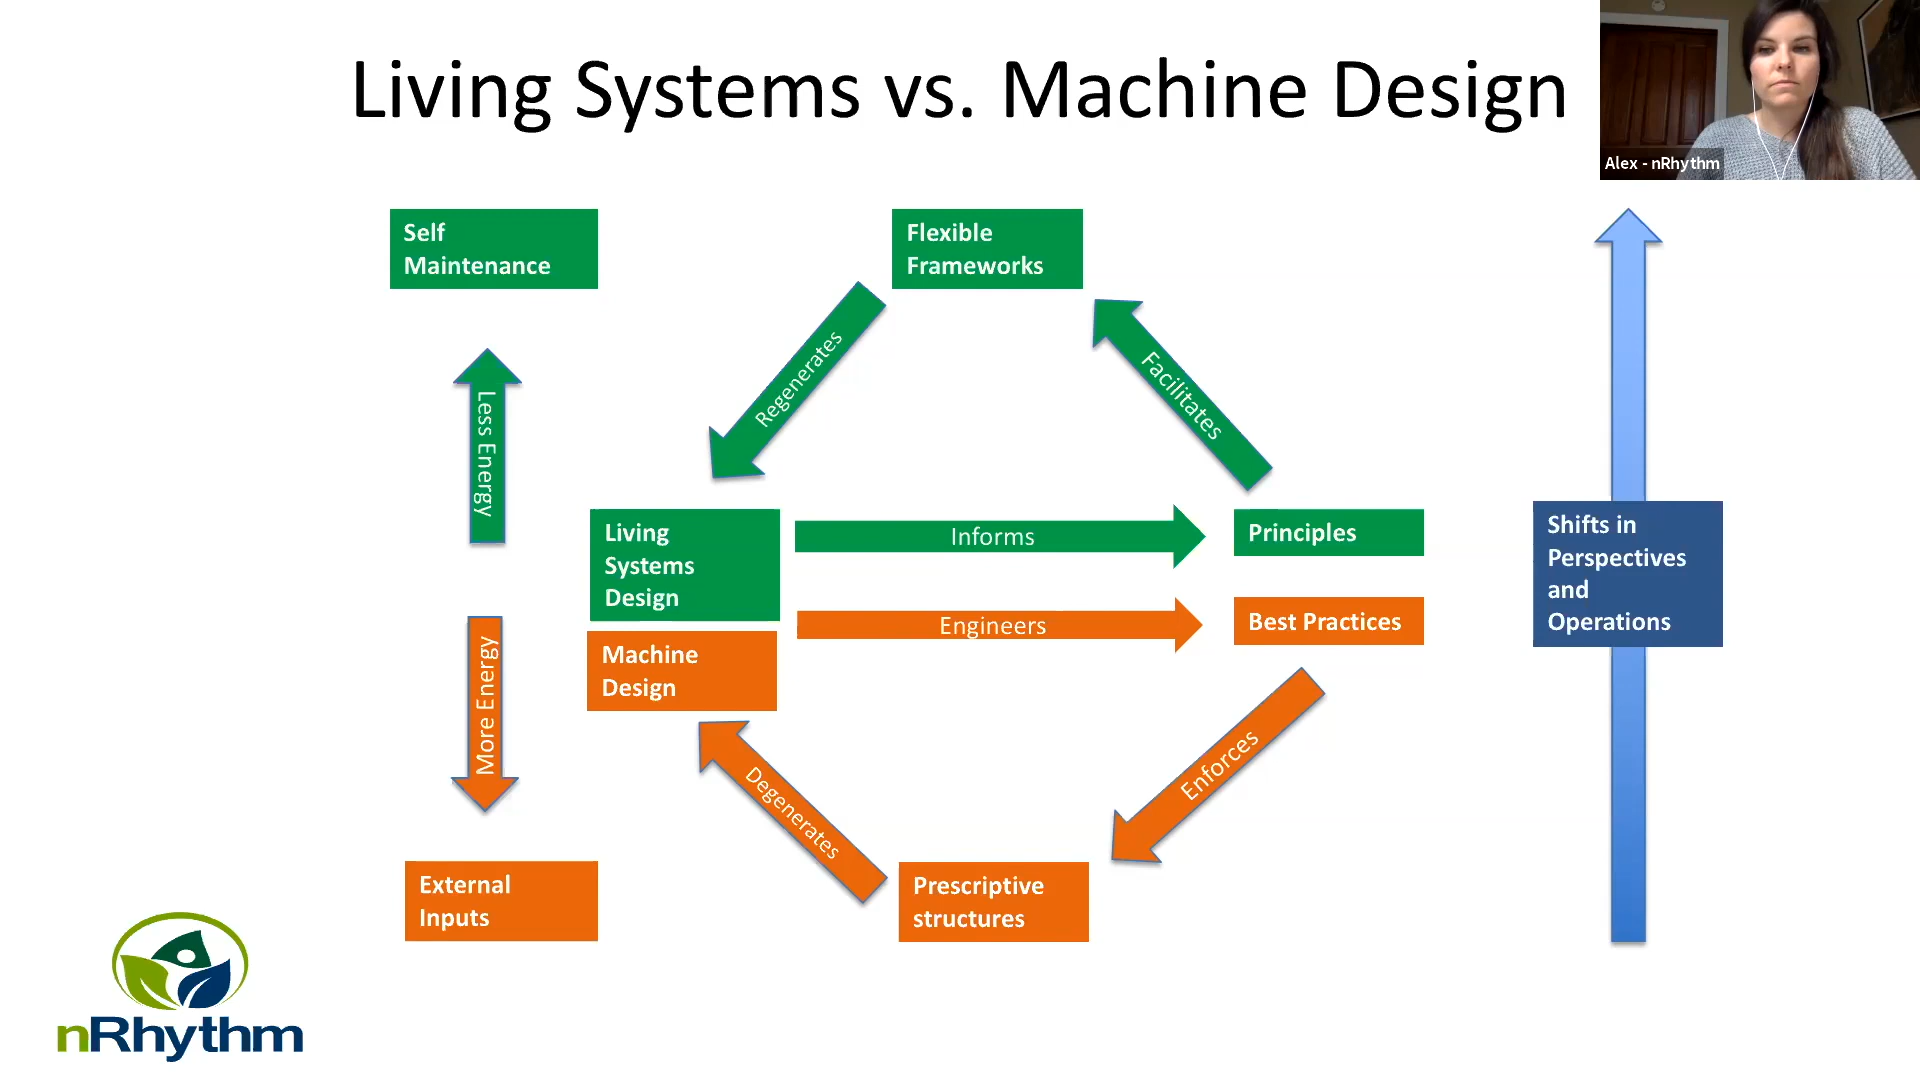 Living Systems vs. Machine Design
Alex - nRhythm
Self
Maintenance
Flexible
Frameworks
Regenerates
Facilitates
Less Energy
Living
Systems
Design
Informs
Principles
Shifts in
Perspectives
and
Operations
Engineers
Best Practices
Machine
Design
More Energy
Degenerates
Enforces
External
Inputs
Prescriptive
structures
nRhythm